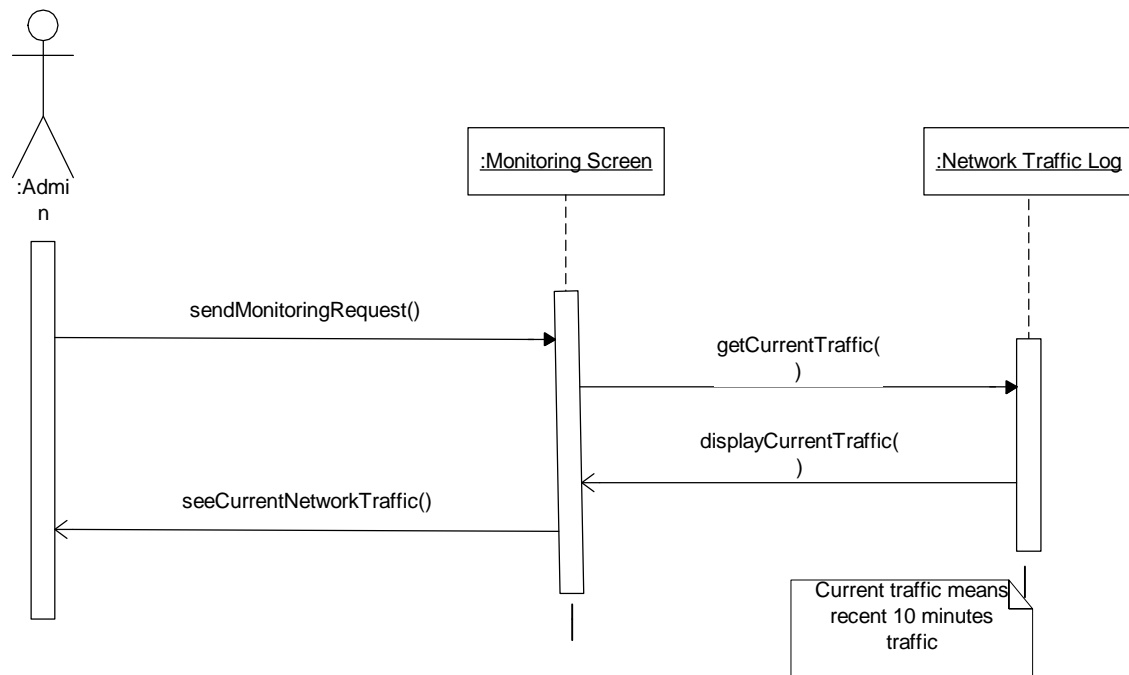 :Admi
n
:Monitoring Screen
:Network Traffic Log
sendMonitoringRequest()
getCurrentTraffic(
)
displayCurrentTraffic(
)
seeCurrentNetworkTraffic()
Current traffic means
recent 10 minutes
traffic